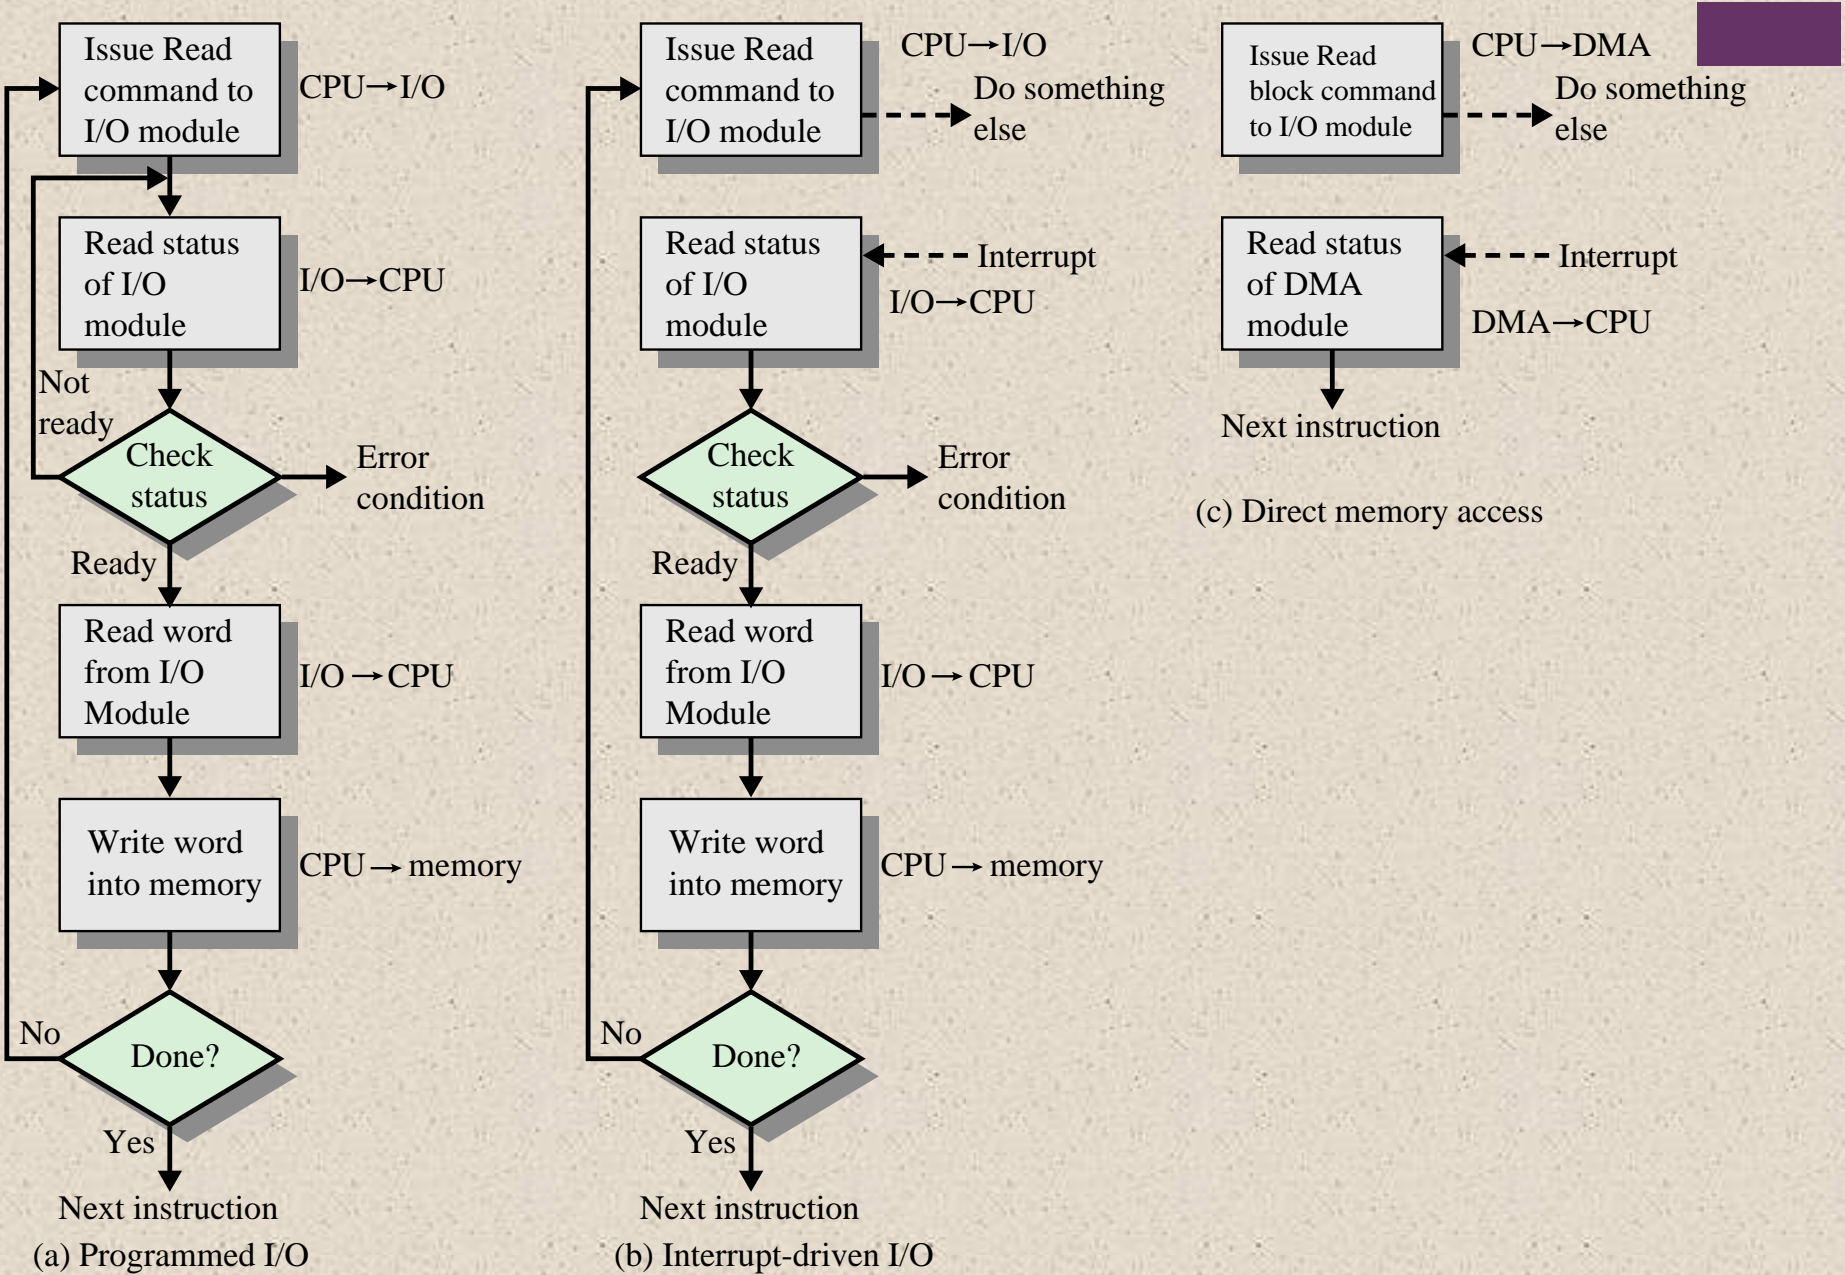 Issue Read
command to
I/O module
CPU→I/O
Read status
of I/O
module
I/O→CPU
Not
ready
Check
status
Error
condition
Ready
Read word
from I/O
Module
I/O→CPU
Write word
into memory
CPU→memory
No
Done?
Yes
Next instruction
(a) Programmed I/O
Issue Read
command to
I/O module
CPU→I/O
Do something
else
Read status
of I/O
module
Interrupt
I/O→CPU
Check
status
Error
condition
Ready
Read word
from I/O
Module
I/O→CPU
Write word
into memory
CPU→memory
No
Done?
Yes
Next instruction
(b) Interrupt-driven I/O
Issue Read
block command
to I/O module
CPU→DMA
Do something
else
Read status
of DMA
module
Interrupt
DMA→CPU
Next instruction
(c) Direct memory access